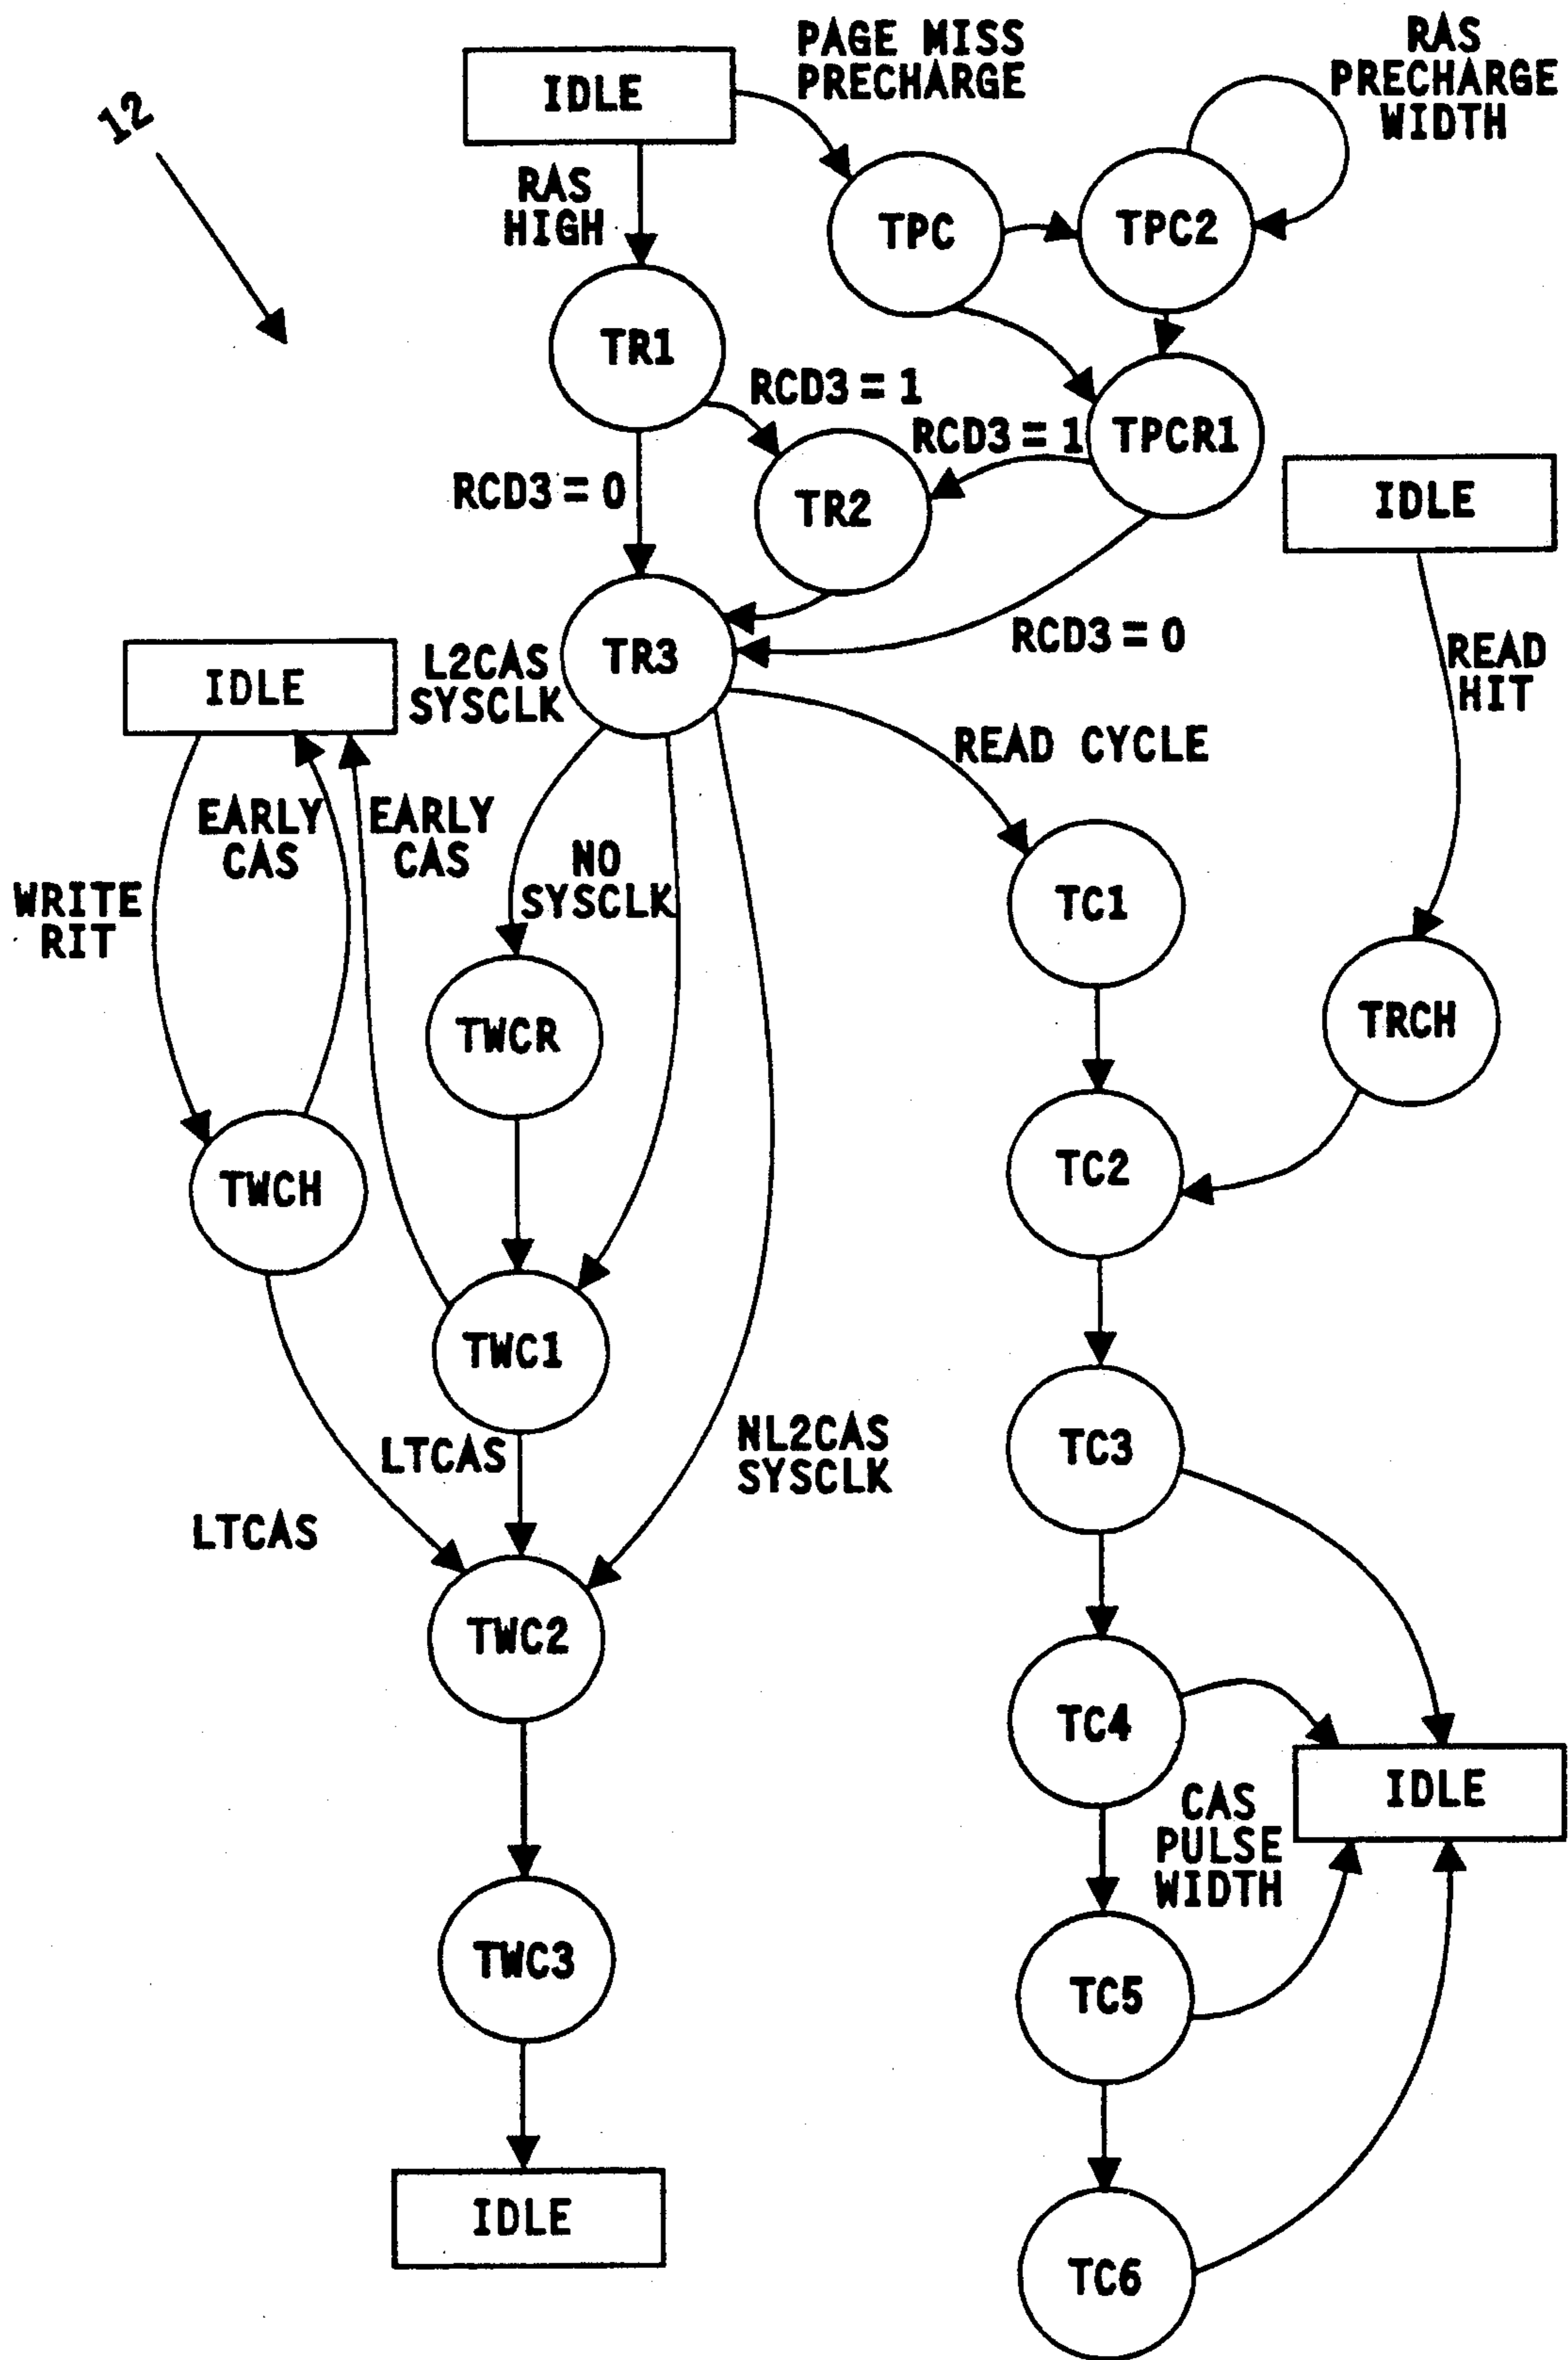 12
IDLE
PAGE MISS
PRECHARGE
RAS
PRECHARGE
WIDTH
RAS
HIGH
TPC
TPC2
TR1
RCD3 = 1
RCD3 = 1
TPCR1
RCD3 = 0
TR2
IDLE
TR3
RCD3 = 0
READ
HIT
IDLE
L2CAS
SYSCLK
READ CYCLE
EARLY
CAS
EARLY
CAS
NO
SYSCLK
WRITE
RIT
TC1
TWCR
TRCH
TWCH
TC2
TWC1
LTCAS
NL2CAS
SYSCLK
TC3
LTCAS
TWC2
TC4
IDLE
CAS
PULSE
WIDTH
TWC3
TC5
IDLE
TC6